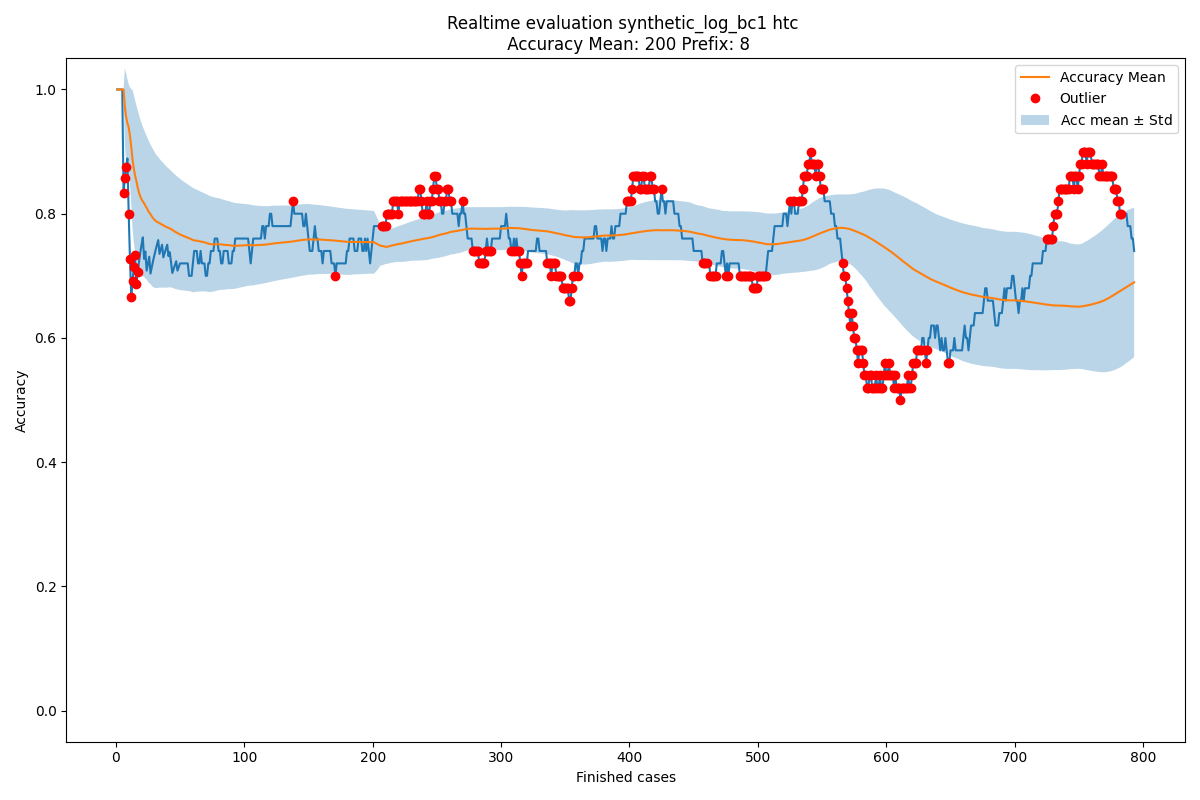 Realtime evaluation synthetic_log_bc1 htc
Accuracy Mean: 200 Prefix: 8
Accuracy Mean
Outlier
Acc mean ± Std
Accuracy
1.0
0.8
0.6
0.4
0.2
0.0
0 100 200 300 400 500 600 700 800
Finished cases